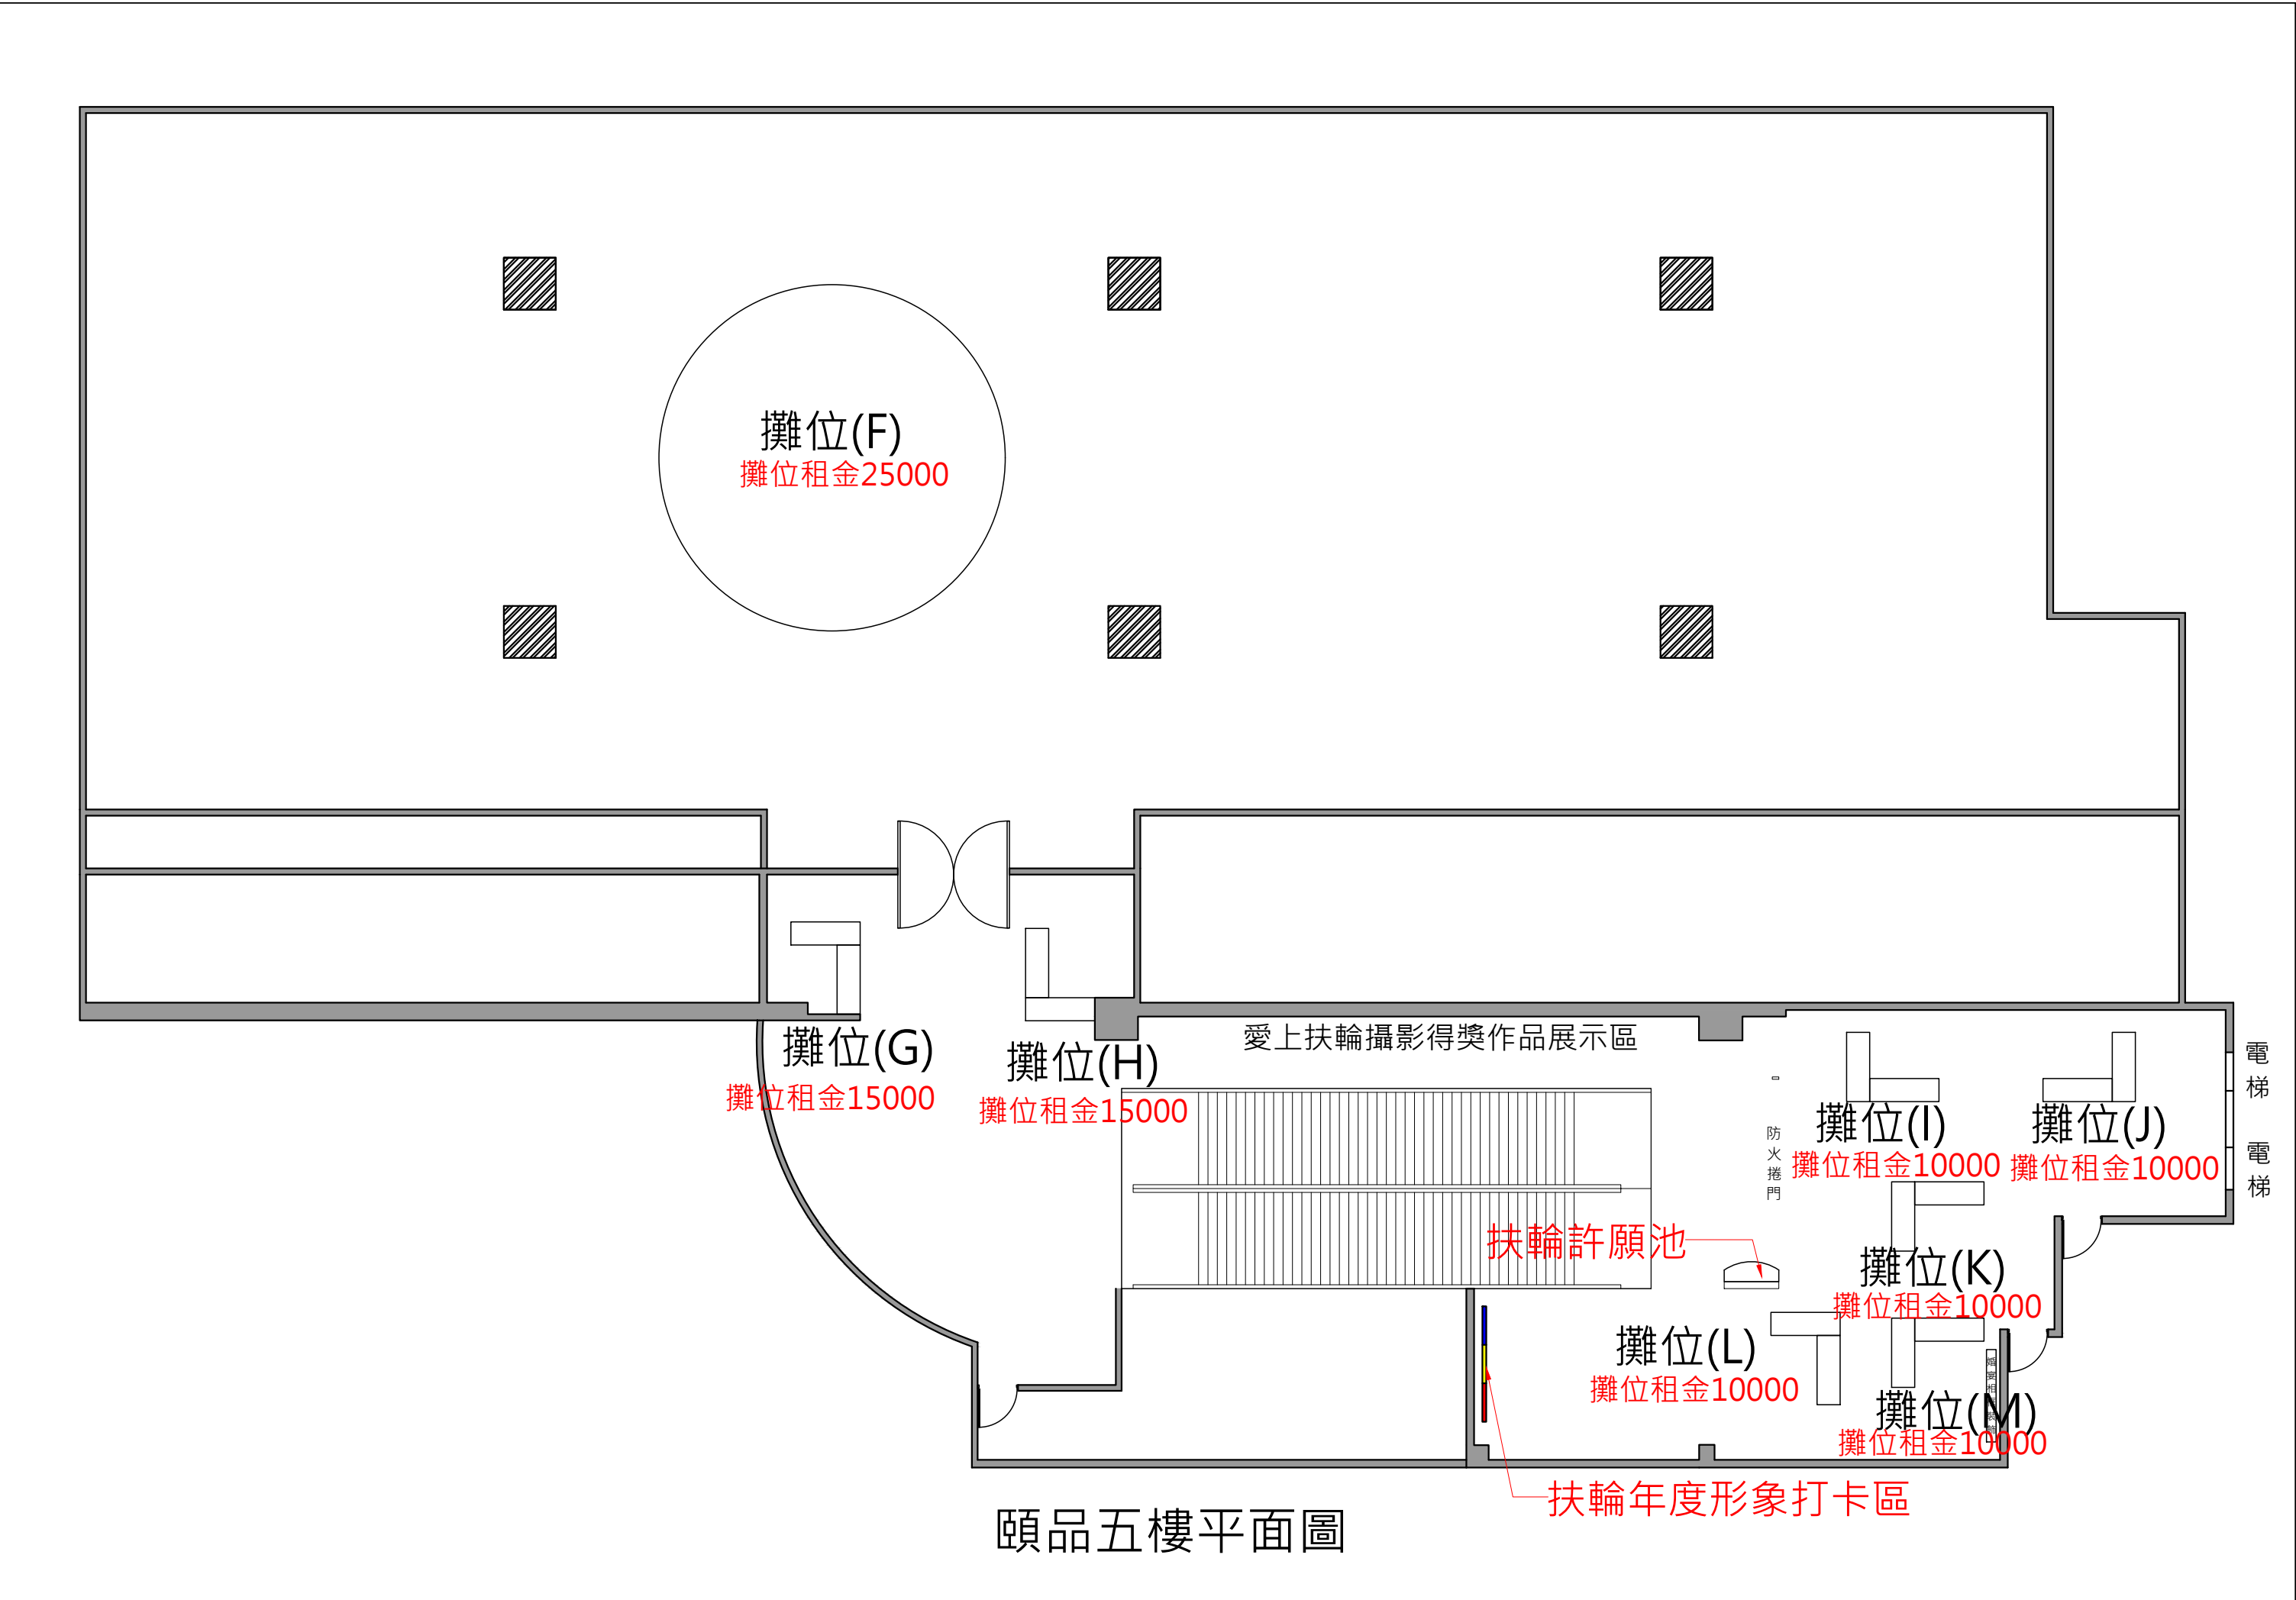 攤位(F)
攤位租金25000
攤位(G)
攤位租金15000
攤位(H)
攤位租金15000
愛上扶輪攝影得獎作品展示區
防火捲門
攤位(I)
攤位租金10000
攤位(J)
攤位租金10000
電梯
電梯
扶輪許願池
攤位(K)
攤位租金10000
攤位(L)
攤位租金10000
攤位(M)
攤位租金10000
扶輪年度形象打卡區
頤品五樓平面圖